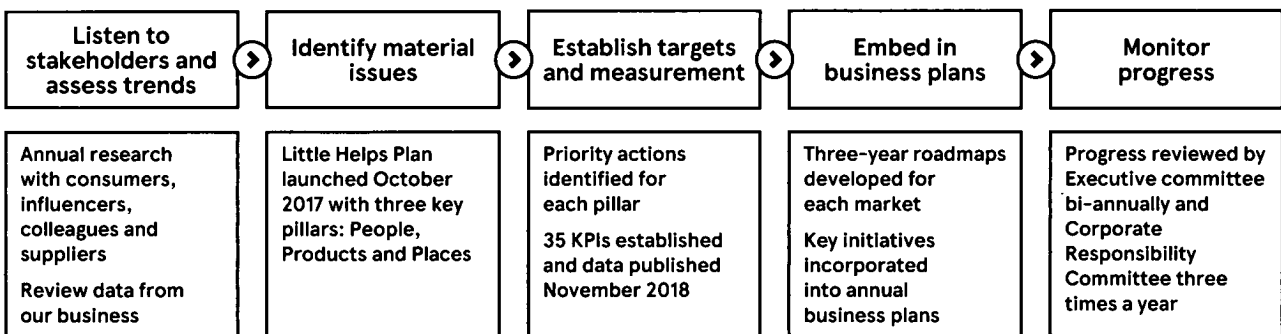 Listen to
stakeholders and
assess trends
Identify material
issues
Establish targets
and measurement
Embed in
business plans
Monitor
progress
Annual research
with consumers,
influencers,
colleagues and
suppliers
Review data from
our business
Little Helps Plan
launched October
2017 with three key
pillars: People,
Products and Places
Priority actions
identified for
each pillar
35 KPIs established
and data published
November 2018
Three-year roadmaps
developed for
each market
Key initiatives
incorporated
into annual
business plans
Progress reviewed by
Executive committee
bi-annually and
Corporate
Responsibility
Committee three
times a year